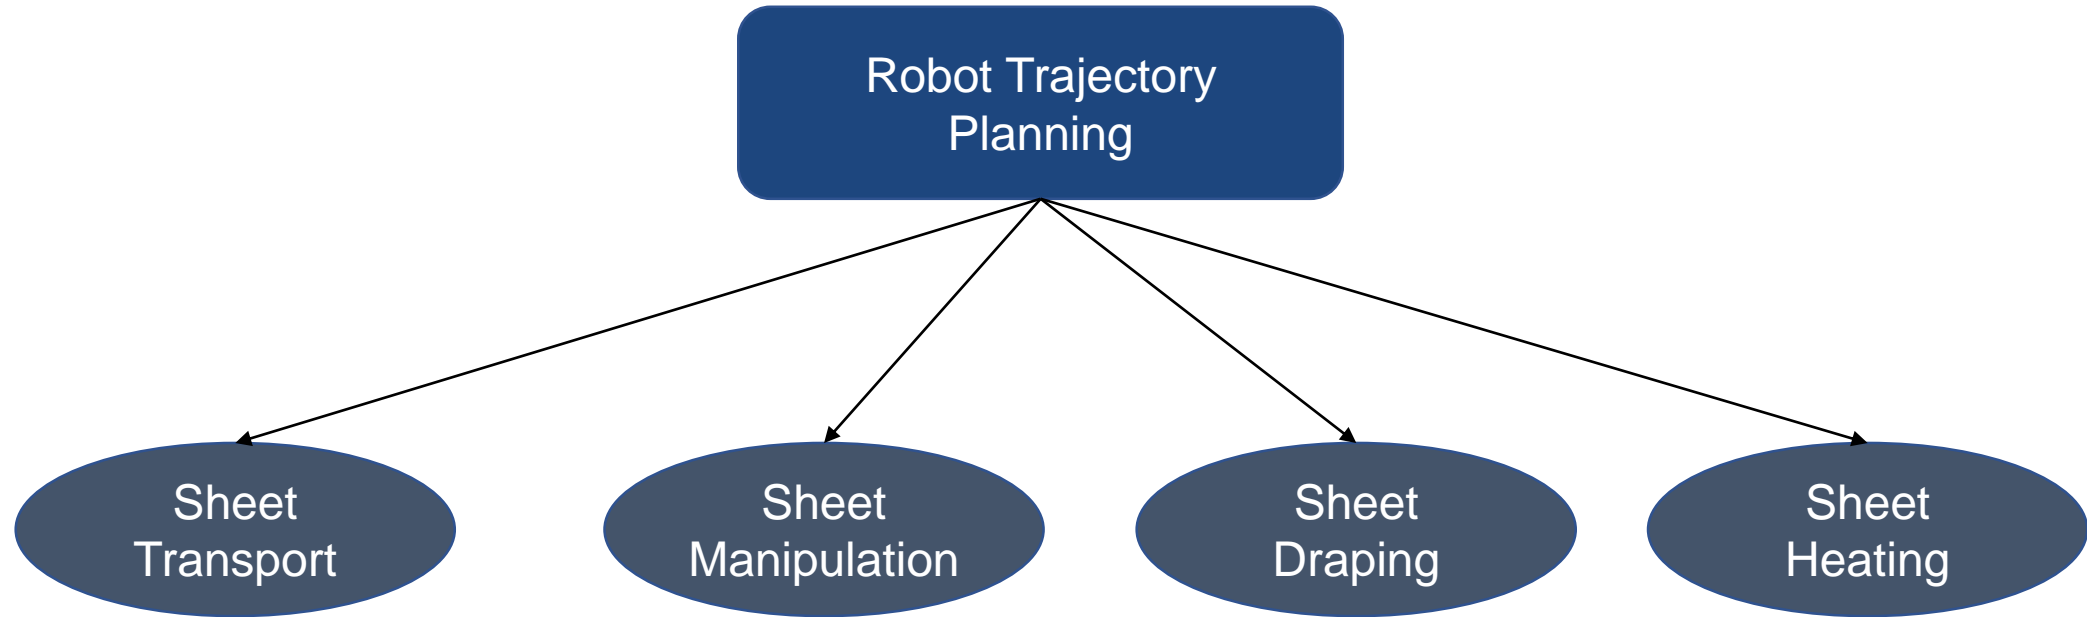 Robot Trajectory
Planning
Sheet
Transport
Sheet
Manipulation
Sheet
Draping
Sheet
Heating